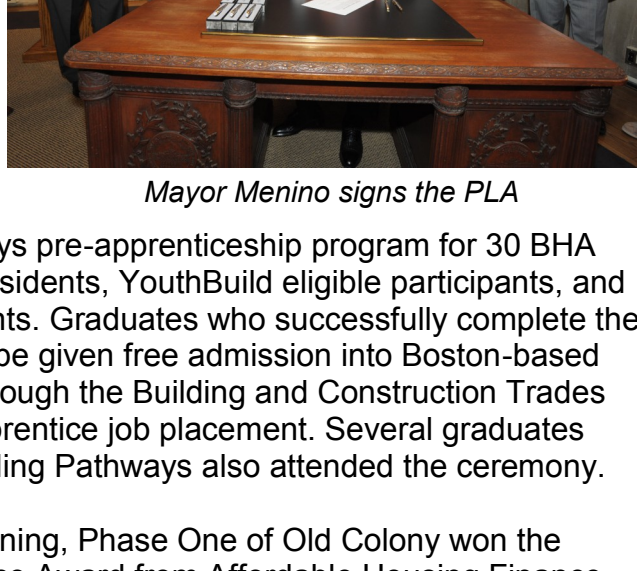 Mayor Menino signs the PLA
ys pre-apprenticeship program for 30 BHA
sidents, YouthBuild eligible participants, and
nts. Graduates who successfully complete the
be given free admission into Boston-based
ough the Building and Construction Trades
prentice job placement. Several graduates
ding Pathways also attended the ceremony.
ning, Phase One of Old Colony won the
Award from Affordable Housing Finance